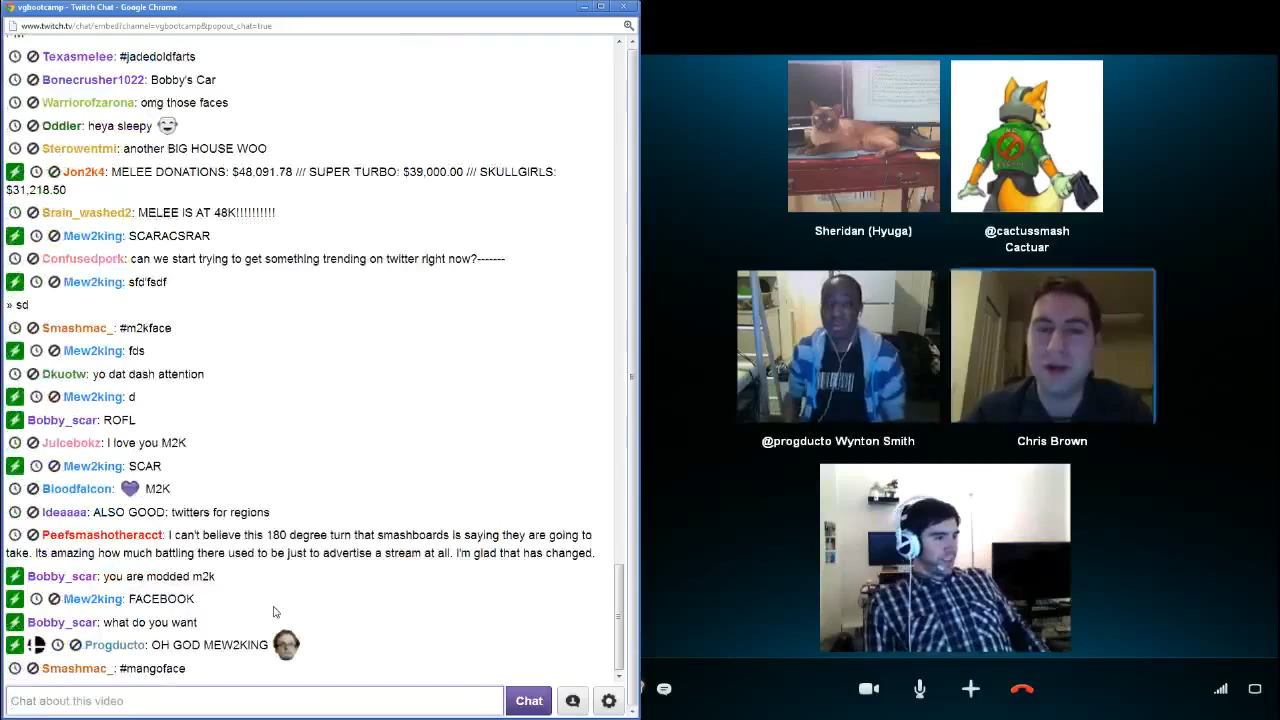 vgbootcamp - Twitch Chat - Google Chrome
www.twitch.tv/chat/embed?channel=vgbootcamp&popout_chat=true
Texasmelee: #jadedoldfarts
Bonecrusher1022: Bobby's Car
Warriorofzarona: omg those faces
Oddler: heya sleepy
Sterowentmi: another BIG HOUSE WOO
Jon2k4: MELEE DONATIONS: $48,091.78 /// SUPER TURBO: $39,000.00 /// SKULLGIRLS:
$31,218.50
Brain_washed2: MELEE IS AT 48K!!!!!!!!!!
Mew2king: SCARACSRAR
Confusedpork: can we start trying to get something trending on twitter right now?-------
Mew2king: sfd'fsdf
» sd
Smashmac_: #m2kface
Mew2king: fds
Dkuotw: yo dat dash attention
Mew2king: d
Bobby_scar: ROFL
Juicebokz: I love you M2K
Mew2king: SCAR
Bloodfalcon: M2K
Ideaaaa: ALSO GOOD: twitters for regions
Peefsmashotheracct: I can't believe this 180 degree turn that smashboards is saying they are going to
take. Its amazing how much battling there used to be just to advertise a stream at all. I'm glad that has changed.
Bobby_scar: you are modded m2k
Mew2king: FACEBOOK
Bobby_scar: what do you want
Progducto: OH GOD MEW2KING
Smashmac_: #mangoface
Chat about this video
Chat
Sheridan (Hyuga)
@cactussmash
Cactuar
@progducto Wynton Smith
Chris Brown